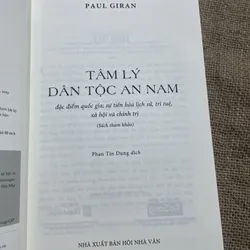 PAUL GIRAN
TÂM LÝ
DÂN TỘC AN NAM
đặc điểm quốc gia; sự tiến hóa lịch sử, trí tuệ,
xã hội và chính trị
(Sách tham khảo)
Phan Tín Dụng dịch
NHÀ XUẤT BẢN HỘI NHÀ VĂN